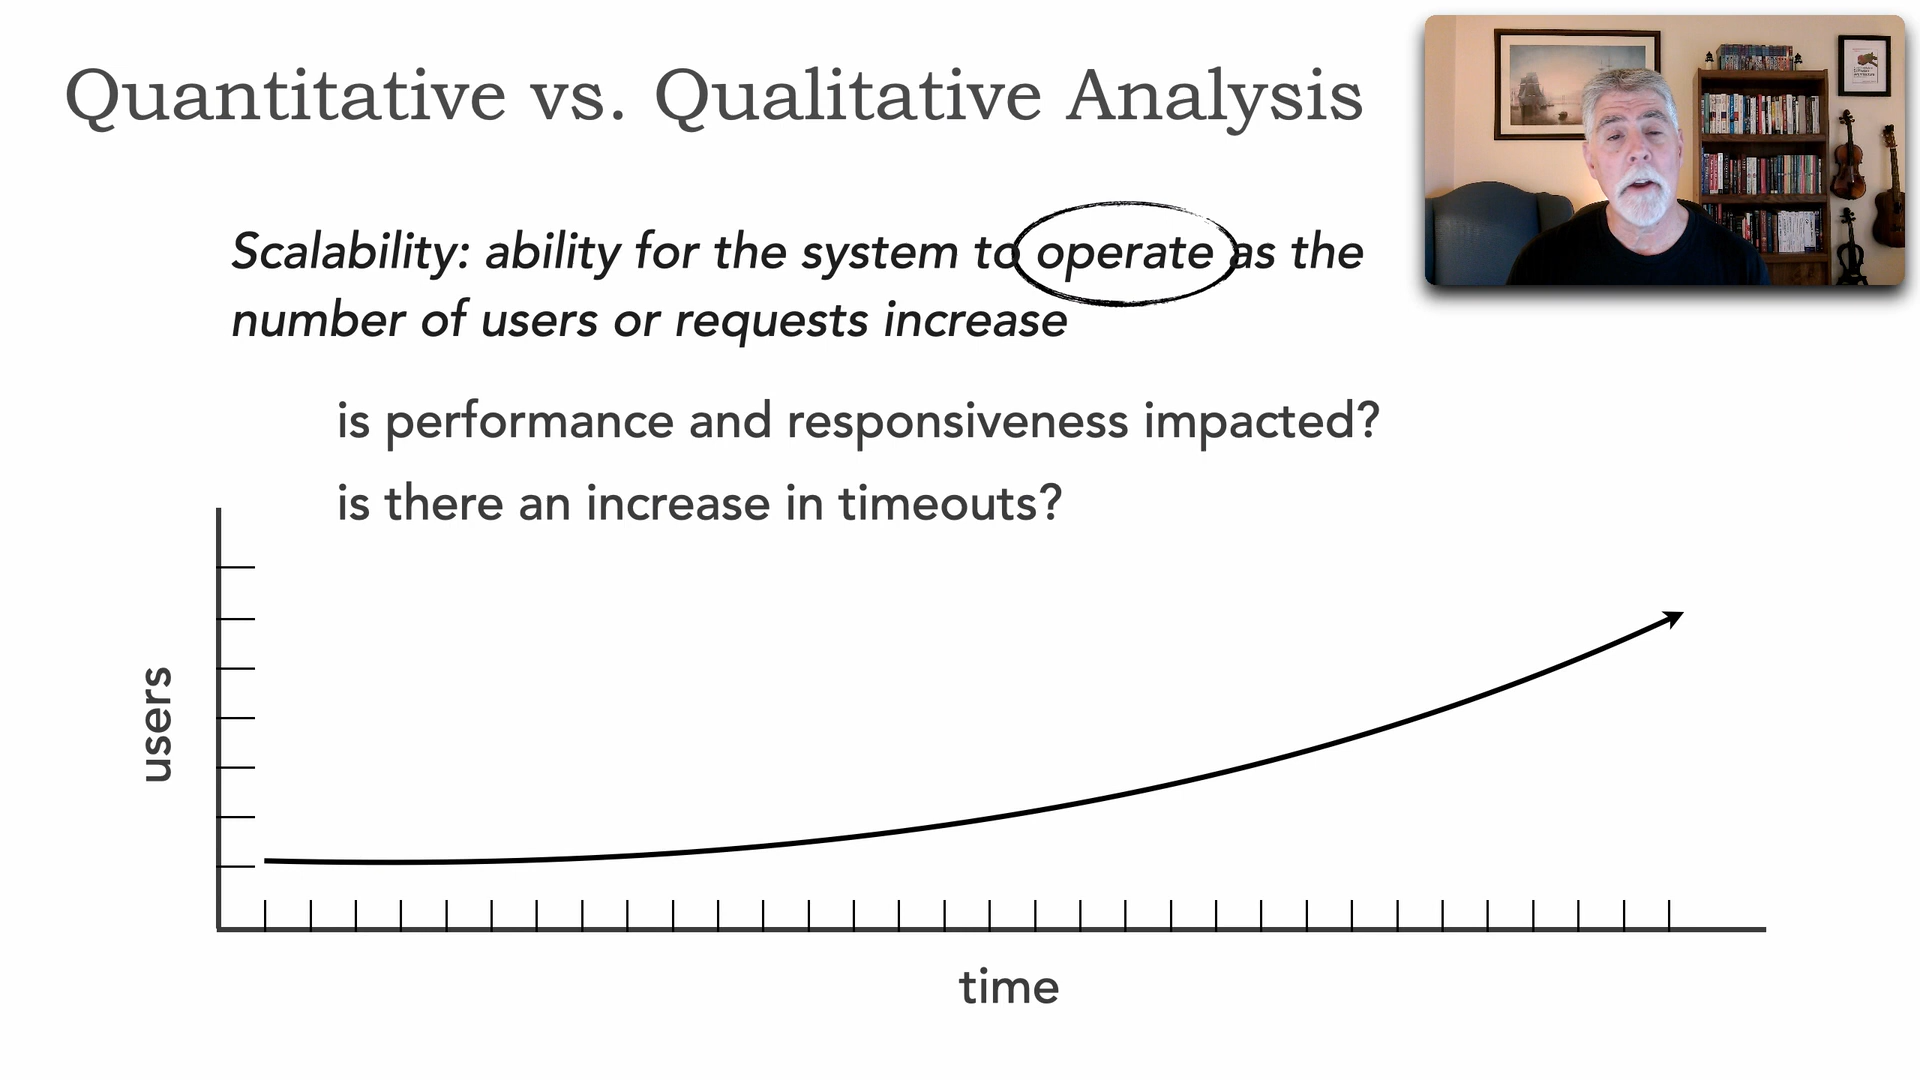 Quantitative vs. Qualitative Analysis
Scalability: ability for the system to operate as the
number of users or requests increase
is performance and responsiveness impacted?
is there an increase in timeouts?
users
time